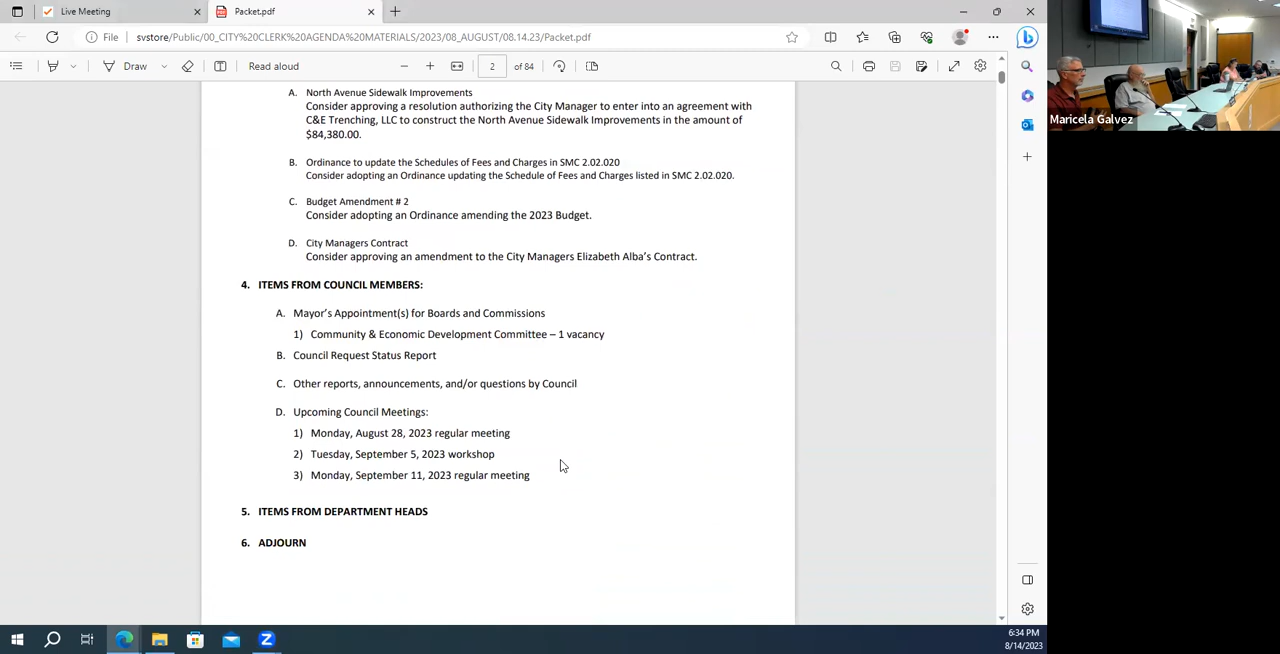 Live Meeting
Packet.pdf
File
svstore/Public/00_CITY%20CLERK%20AGENDA%20MATERIALS/2023/08_AUGUST/08.14.23/Packet.pdf
Draw
Read aloud
2
of 84
A. North Avenue Sidewalk Improvements
Consider approving a resolution authorizing the City Manager to enter into an agreement with
C&E Trenching, LLC to construct the North Avenue Sidewalk Improvements in the amount of
$84,380.00.
B. Ordinance to update the Schedules of Fees and Charges in SMC 2.02.020
Consider adopting an Ordinance updating the Schedule of Fees and Charges listed in SMC 2.02.020.
C. Budget Amendment # 2
Consider adopting an Ordinance amending the 2023 Budget.
D. City Managers Contract
Consider approving an amendment to the City Managers Elizabeth Alba's Contract.
4. ITEMS FROM COUNCIL MEMBERS:
A. Mayor's Appointment(s) for Boards and Commissions
1) Community & Economic Development Committee – 1 vacancy
B. Council Request Status Report
C. Other reports, announcements, and/or questions by Council
D. Upcoming Council Meetings:
1) Monday, August 28, 2023 regular meeting
2) Tuesday, September 5, 2023 workshop
3) Monday, September 11, 2023 regular meeting
5. ITEMS FROM DEPARTMENT HEADS
6. ADJOURN
Maricela Galvez
6:34 PM
8/14/2023